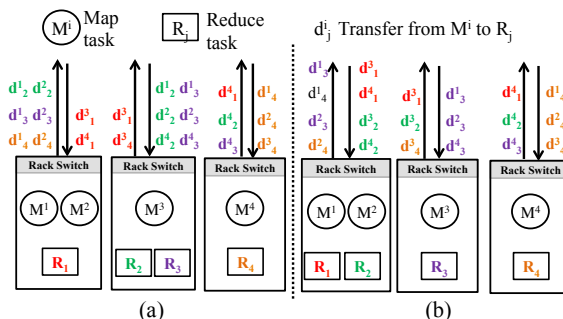 Mⁱ Map task
Rⱼ Reduce task
dⁱⱼ Transfer from Mⁱ to Rⱼ
d¹₂ d²₂
d¹₃ d²₃ d³₁
d¹₄ d²₄ d⁴₁
Rack Switch
M¹ M²
R₁
d¹₂ d¹₃
d³₁ d²₂ d²₃
d³₄ d⁴₂ d⁴₃
Rack Switch
M³
R₂ R₃
d⁴₁ d¹₄
d⁴₂ d²₄
d⁴₃ d³₄
Rack Switch
M⁴
R₄
(a)
d¹₃ d³₁
d¹₄ d⁴₁
d²₃ d³₂
d²₄ d⁴₂
Rack Switch
M¹ M²
R₁ R₂
d³₁ d¹₃
d³₂ d²₃
d³₄ d⁴₃
Rack Switch
M³
R₃
d⁴₁ d¹₄
d⁴₂ d²₄
d⁴₃ d³₄
Rack Switch
M⁴
R₄
(b)